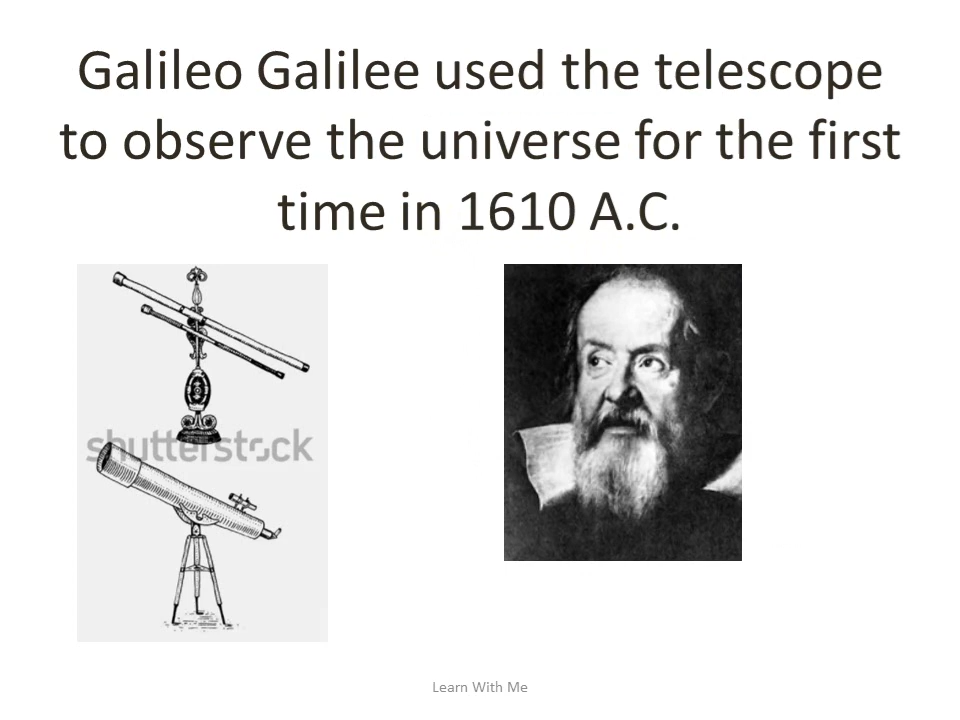 Galileo Galilee used the telescope
to observe the universe for the first
time in 1610 A.C.
shutterstock
Learn With Me